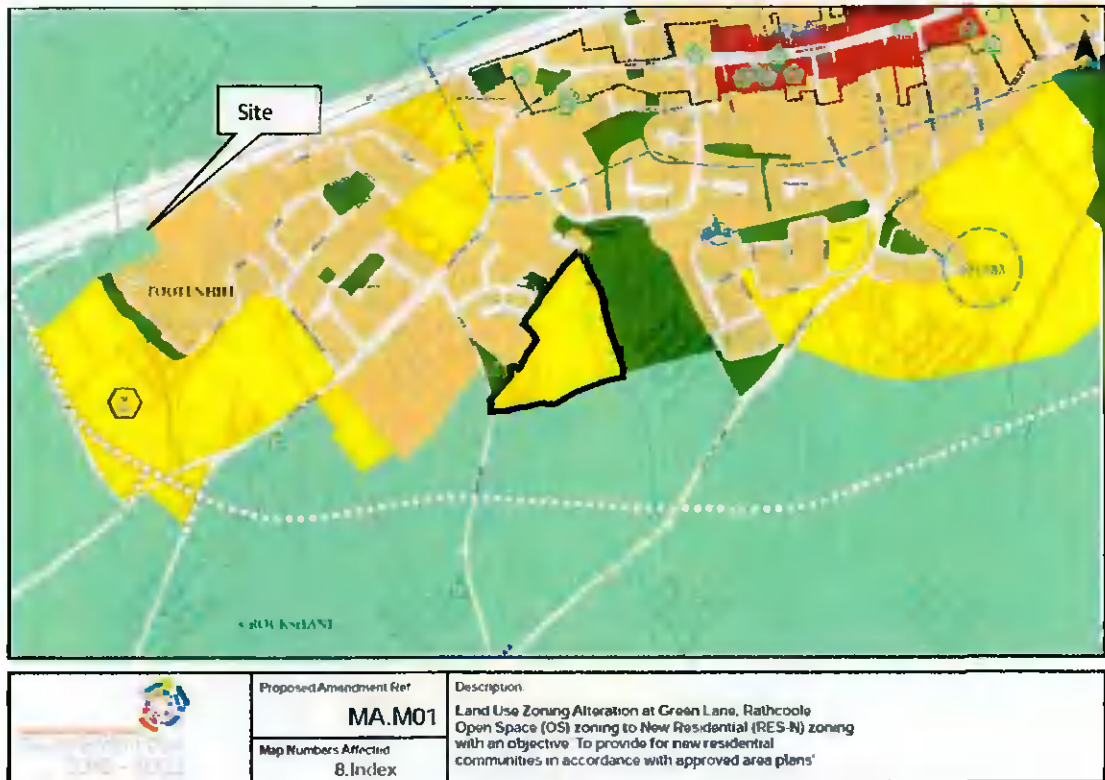 Site
TOOTENHILL
CROCKSHANE
Proposed Amendment Ref
MA.M01
Map Numbers Affected
8.Index
Description
Land Use Zoning Alteration at Green Lane, Rathcoole
Open Space (OS) zoning to New Residential (RES-N) zoning
with an objective 'To provide for new residential
communities in accordance with approved area plans'